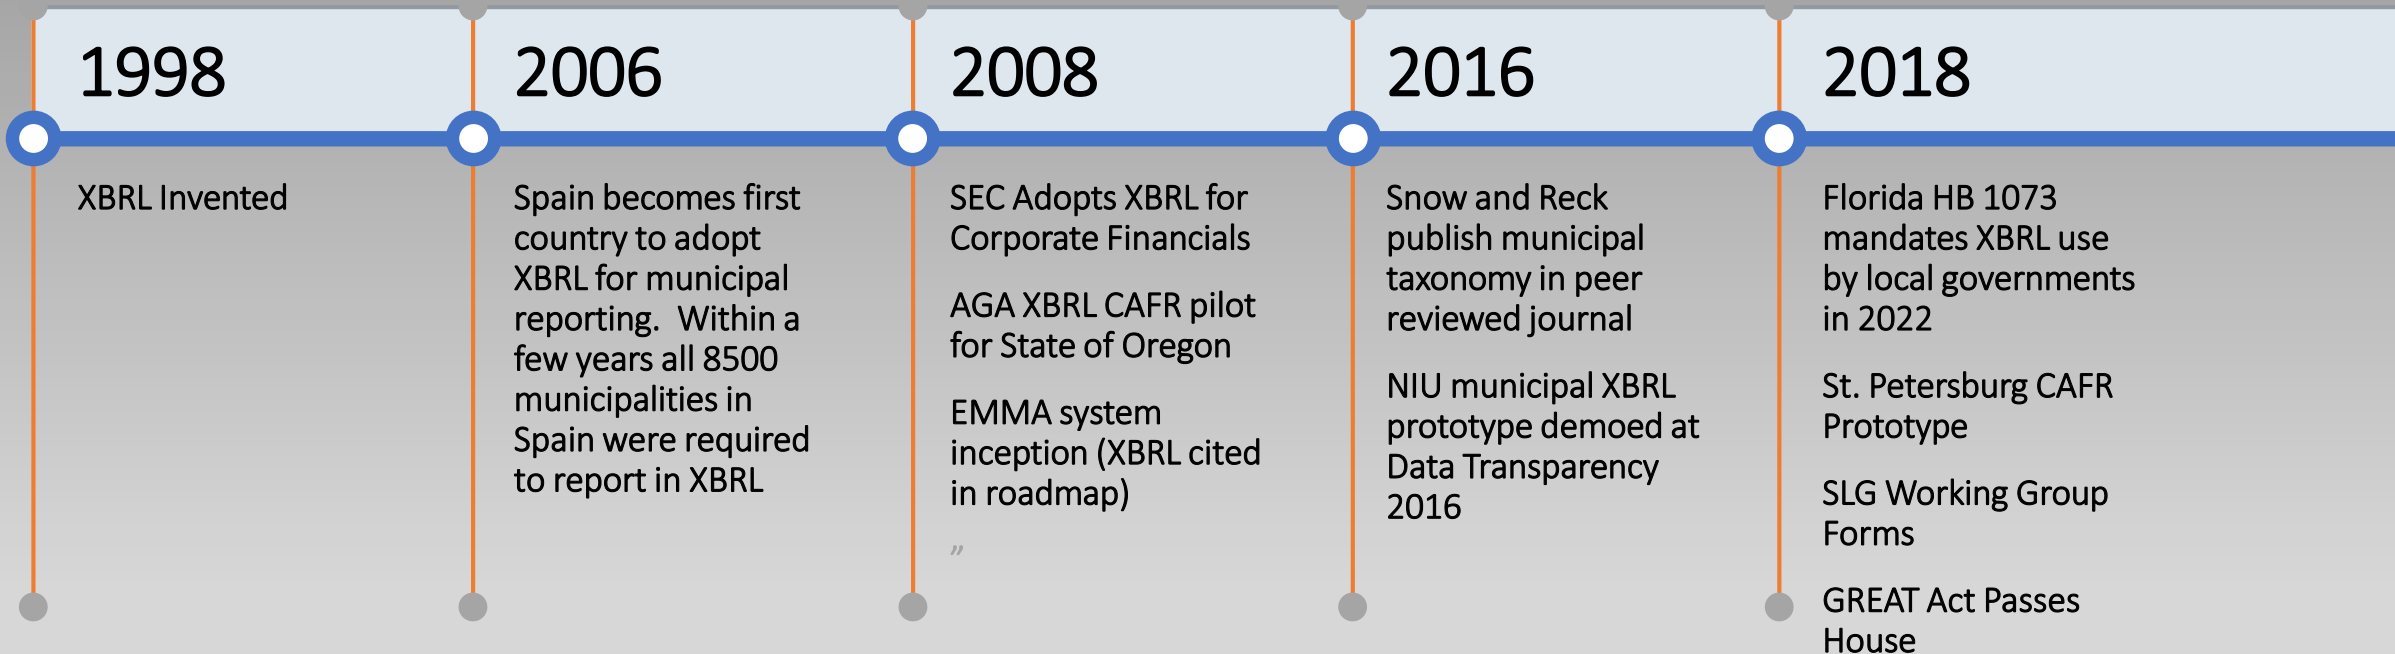 1998
XBRL Invented
2006
Spain becomes first
country to adopt
XBRL for municipal
reporting.  Within a
few years all 8500
municipalities in
Spain were required
to report in XBRL
2008
SEC Adopts XBRL for
Corporate Financials
AGA XBRL CAFR pilot
for State of Oregon
EMMA system
inception (XBRL cited
in roadmap)
”
2016
Snow and Reck
publish municipal
taxonomy in peer
reviewed journal
NIU municipal XBRL
prototype demoed at
Data Transparency
2016
2018
Florida HB 1073
mandates XBRL use
by local governments
in 2022
St. Petersburg CAFR
Prototype
SLG Working Group
Forms
GREAT Act Passes
House